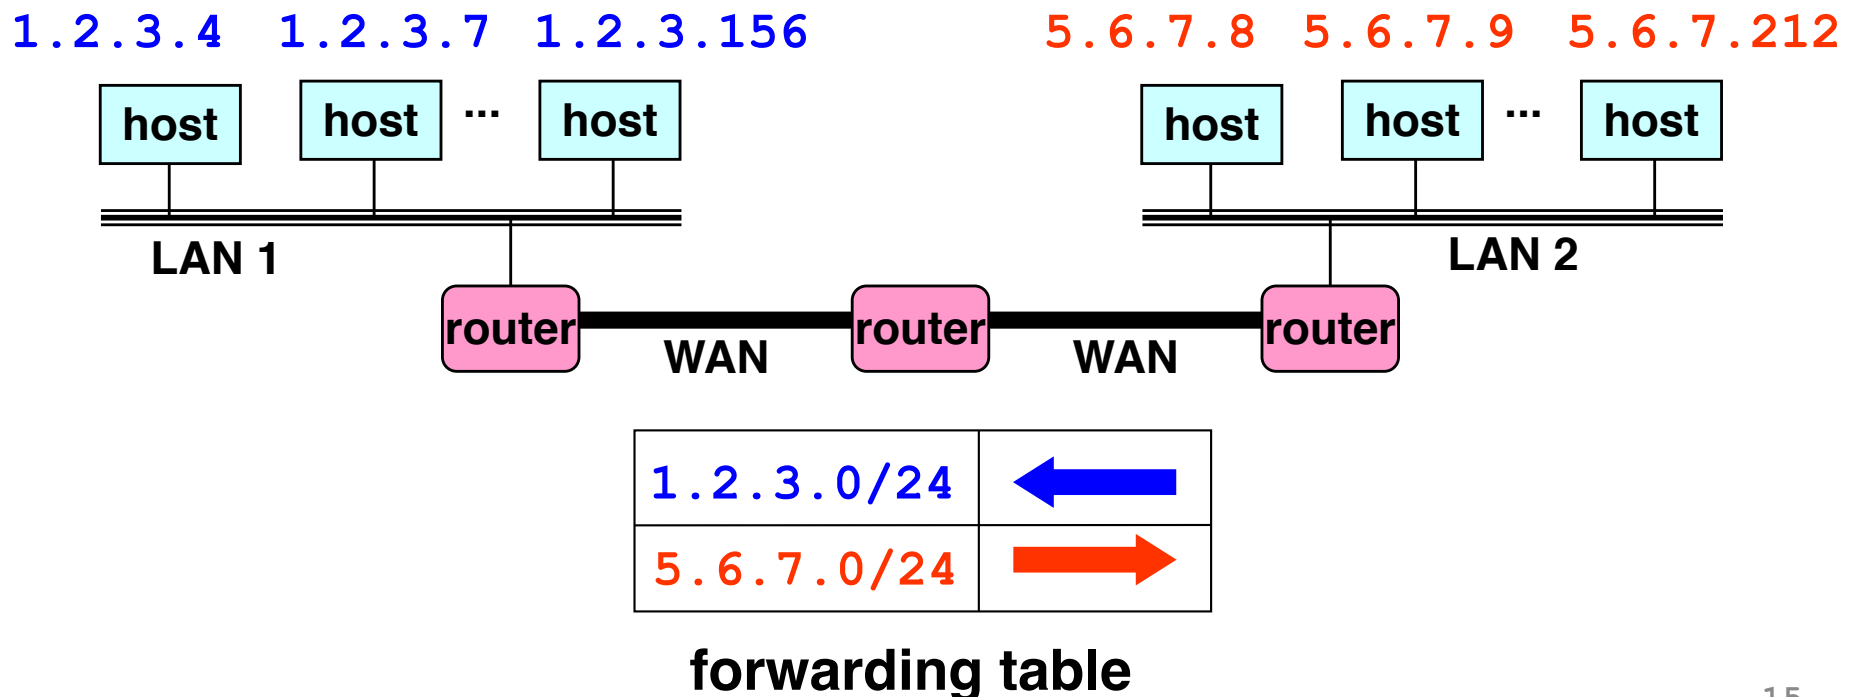 1.2.3.4 1.2.3.7 1.2.3.156 5.6.7.8 5.6.7.9 5.6.7.212
host host ... host host host ... host
LAN 1 LAN 2
router router router
WAN WAN
1.2.3.0/24
5.6.7.0/24
forwarding table
15